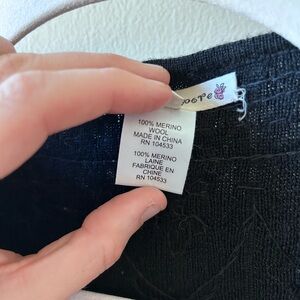 100% MERINO
WOOL
MADE IN CHINA
RN 104533
100% MERINO
LAINE
FABRIQUE EN
CHINE
RN 104533